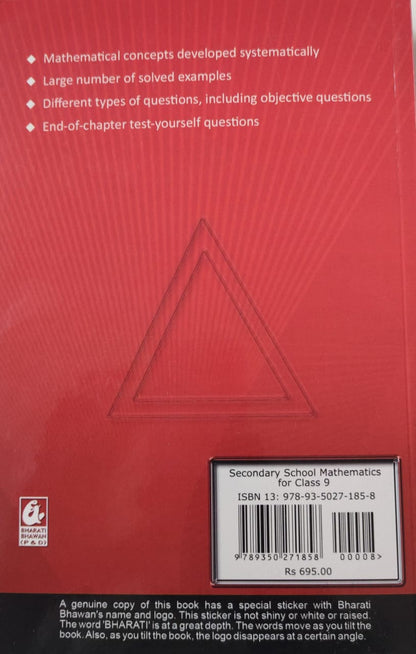 Mathematical concepts developed systematically
Large number of solved examples
Different types of questions, including objective questions
End-of-chapter test-yourself questions
Secondary School Mathematics
for Class 9
ISBN 13: 978-93-5027-185-8
9 789350 271858 00008>
Rs 695.00
BHARATI
BHAWAN
(P & D)
A genuine copy of this book has a special sticker with Bharati
Bhawan's name and logo. This sticker is not shiny or white or raised.
The word 'BHARATI' is at a great depth. The words move as you tilt the
book. Also, as you tilt the book, the logo disappears at a certain angle.